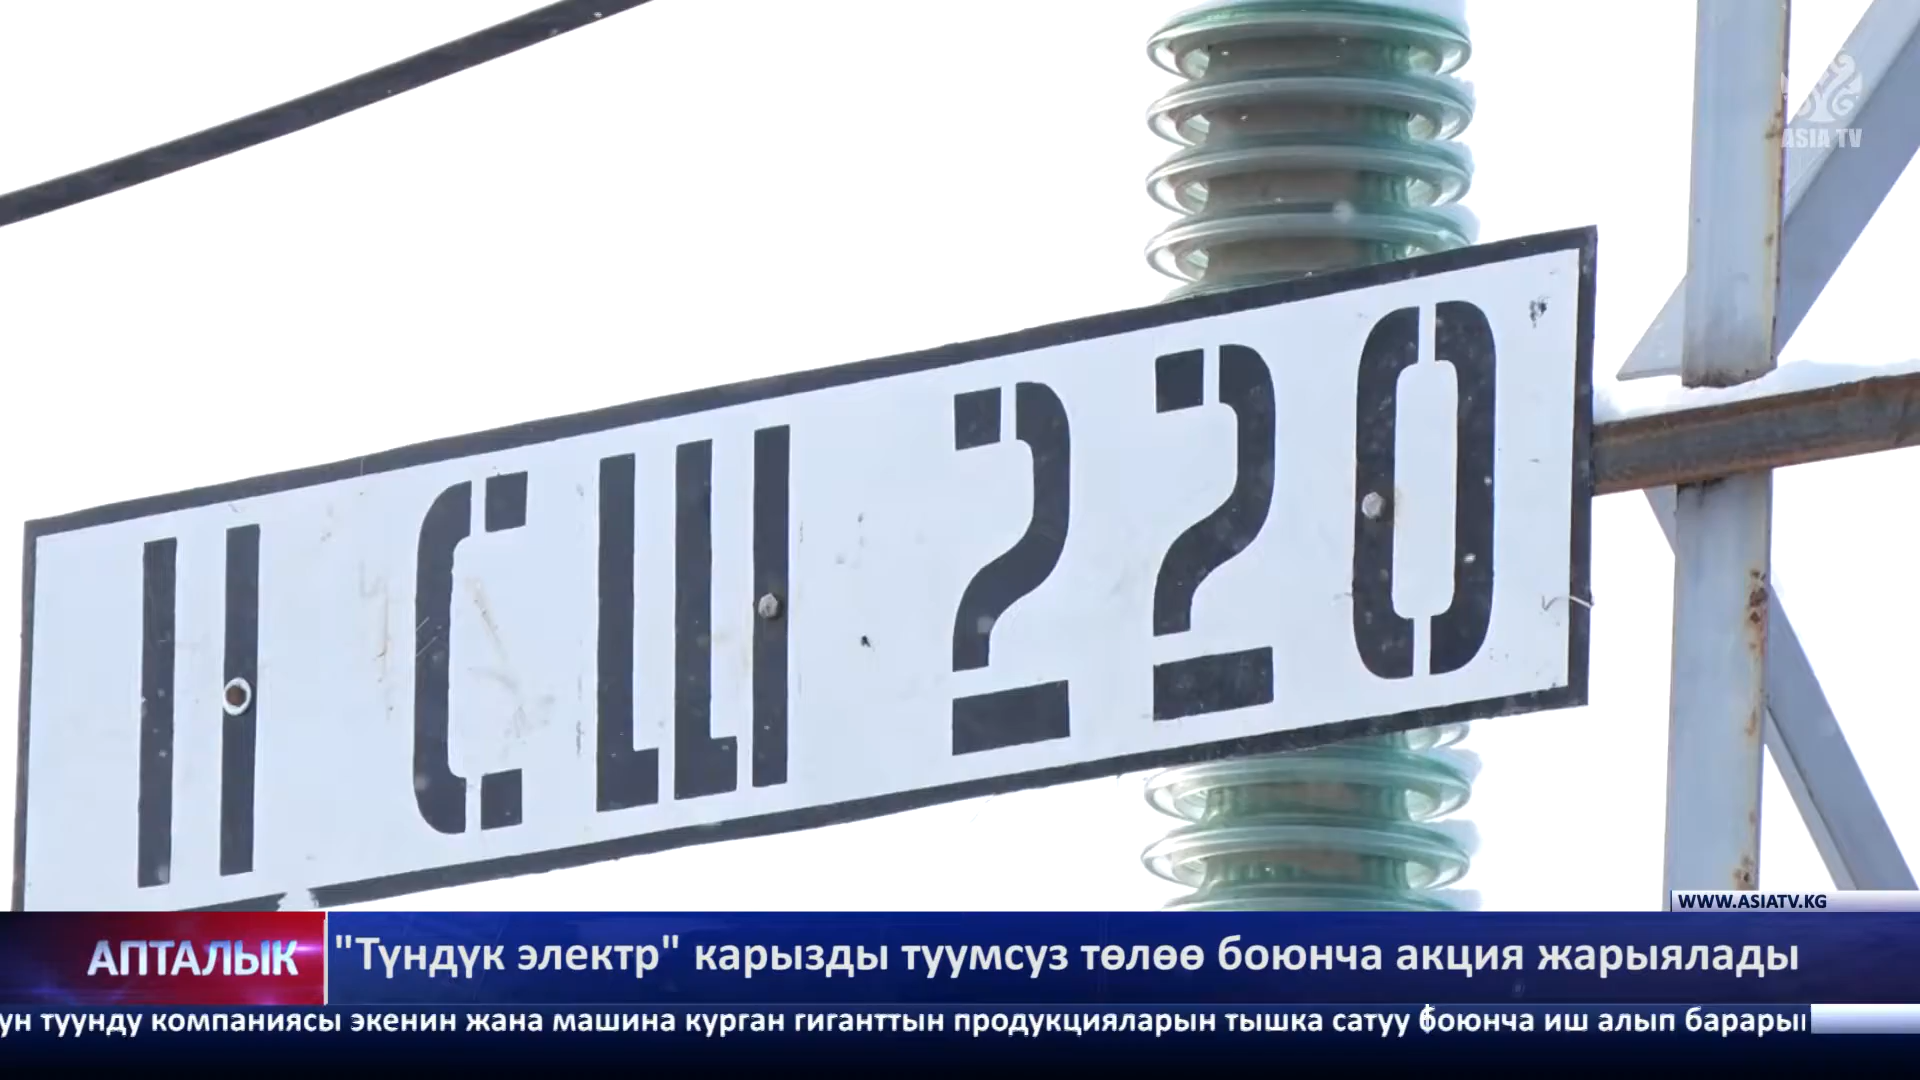 ASIA TV
II СШ 220
WWW.ASIATV.KG
АПТАЛЫК
"Түндүк электр" карызды туумсуз төлөө боюнча акция жарыялады
ун туунду компаниясы экенин жана машина курган гиганттын продукцияларын тышка сатуу боюнча иш алып барары